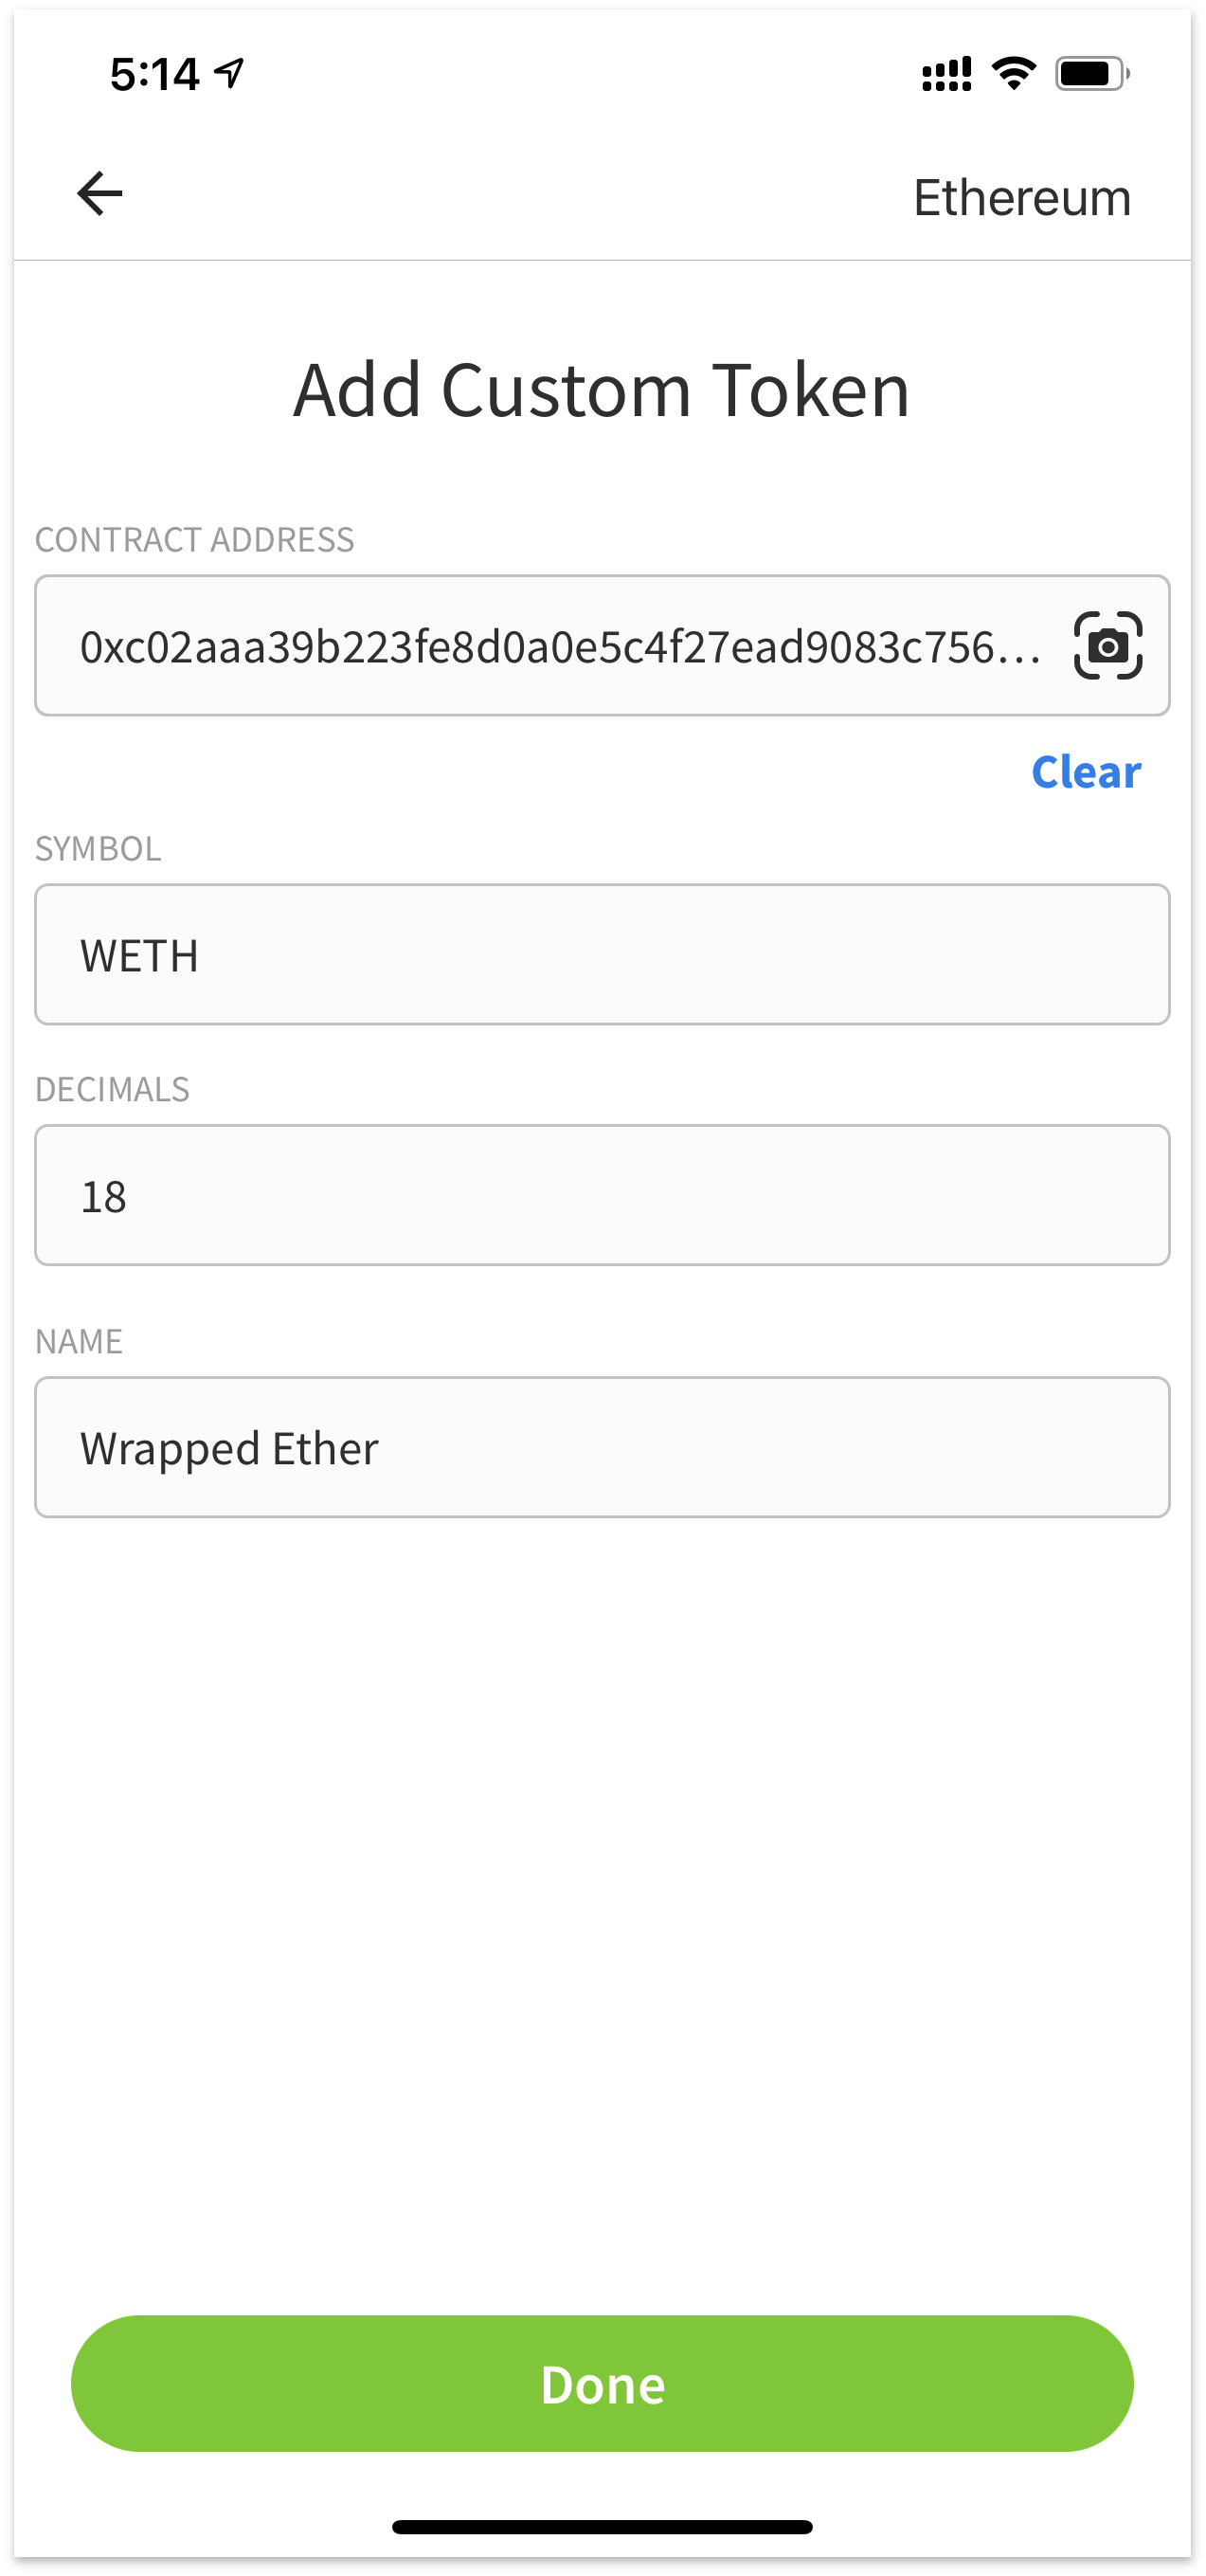 5:14
Ethereum
Add Custom Token
CONTRACT ADDRESS
0xc02aaa39b223fe8d0a0e5c4f27ead9083c756...
Clear
SYMBOL
WETH
DECIMALS
18
NAME
Wrapped Ether
Done